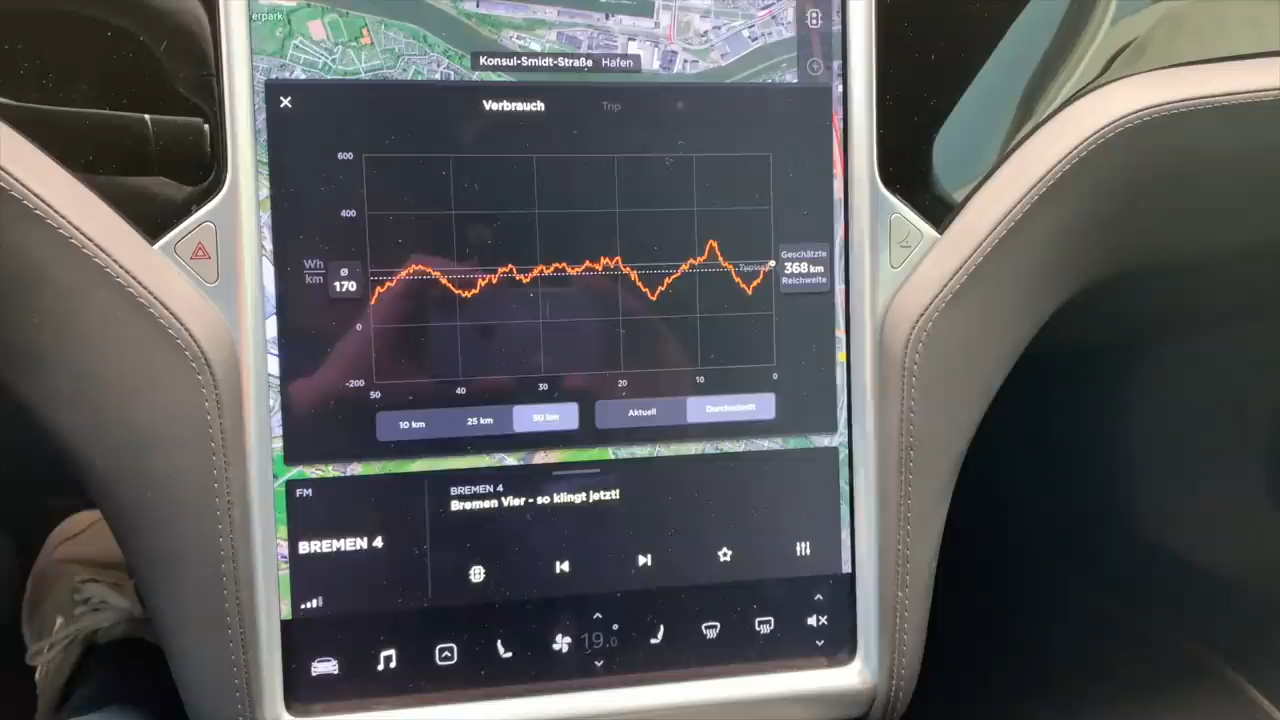 erpark
Konsul-Smidt-Straße Hafen
Verbrauch Trip
600
400
0
-200
Wh
km
Ø
170
Typisch
Geschätzte
368 km
Reichweite
50 40 30 20 10 0
10 km 25 km 50 km Aktuell Durchschnitt
FM
BREMEN 4
BREMEN 4
Bremen Vier - so klingt jetzt!
19.0